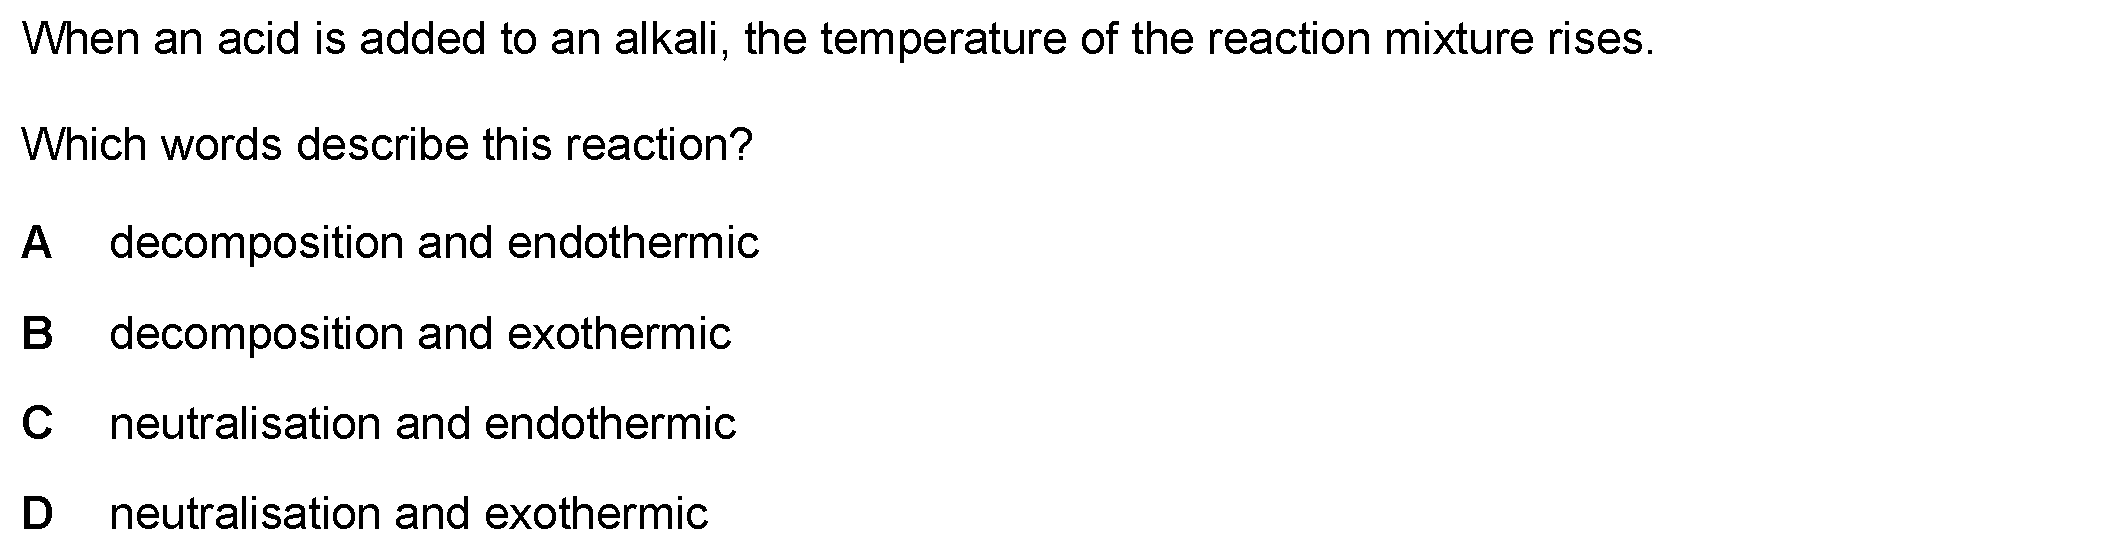 When an acid is added to an alkali, the temperature of the reaction mixture rises.
Which words describe this reaction?
A decomposition and endothermic
B decomposition and exothermic
C neutralisation and endothermic
D neutralisation and exothermic